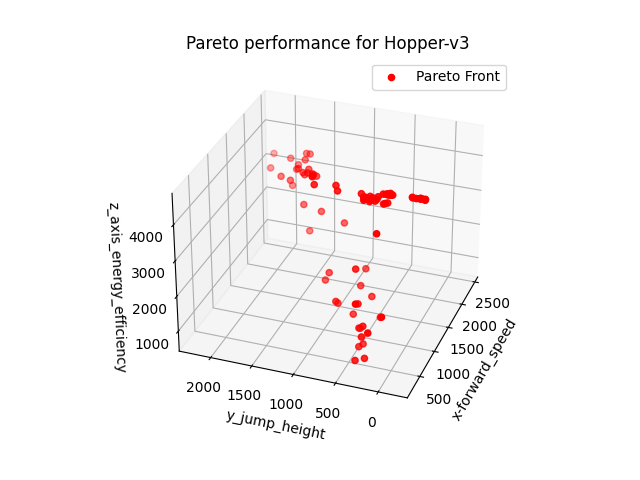 Pareto performance for Hopper-v3
Pareto Front
z_axis_energy_efficiency
4000
3000
2000
1000
2000
1500
1000
500
0
y_jump_height
2500
2000
1500
1000
500
x-forward_speed